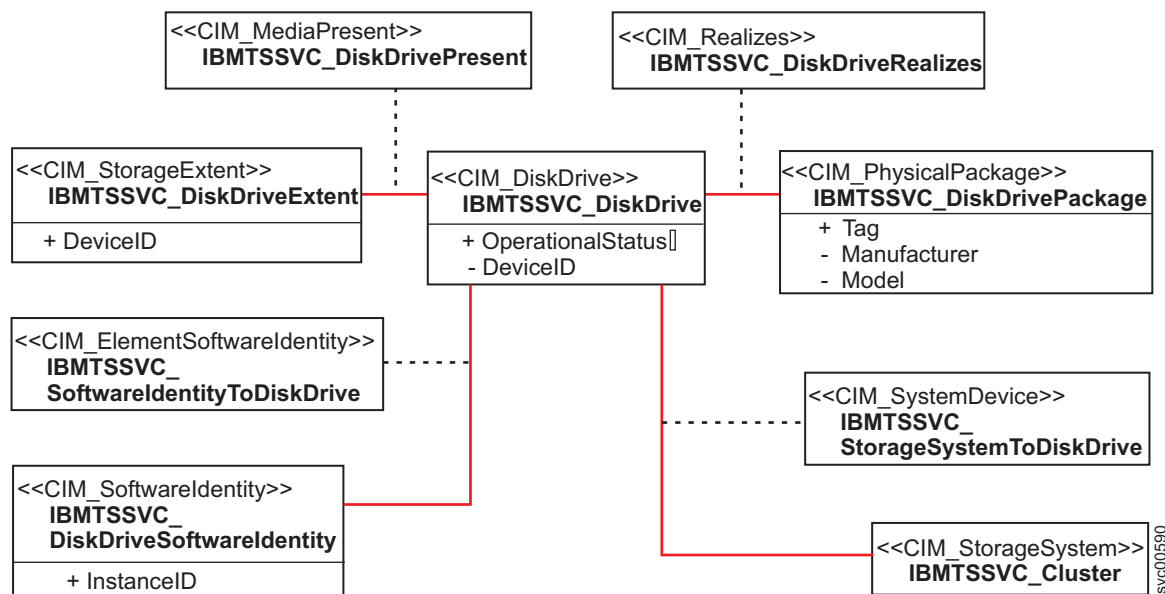 <<CIM_MediaPresent>>
IBMTSSVC_DiskDrivePresent
<<CIM_Realizes>>
IBMTSSVC_DiskDriveRealizes
<<CIM_StorageExtent>>
IBMTSSVC_DiskDriveExtent
+ DeviceID
<<CIM_DiskDrive>>
IBMTSSVC_DiskDrive
+ OperationalStatus[]
- DeviceID
<<CIM_PhysicalPackage>>
IBMTSSVC_DiskDrivePackage
+ Tag
- Manufacturer
- Model
<<CIM_ElementSoftwareIdentity>>
IBMTSSVC_
SoftwareIdentityToDiskDrive
<<CIM_SystemDevice>>
IBMTSSVC_
StorageSystemToDiskDrive
<<CIM_SoftwareIdentity>>
IBMTSSVC_
DiskDriveSoftwareIdentity
+ InstanceID
<<CIM_StorageSystem>>
IBMTSSVC_Cluster
svc00590